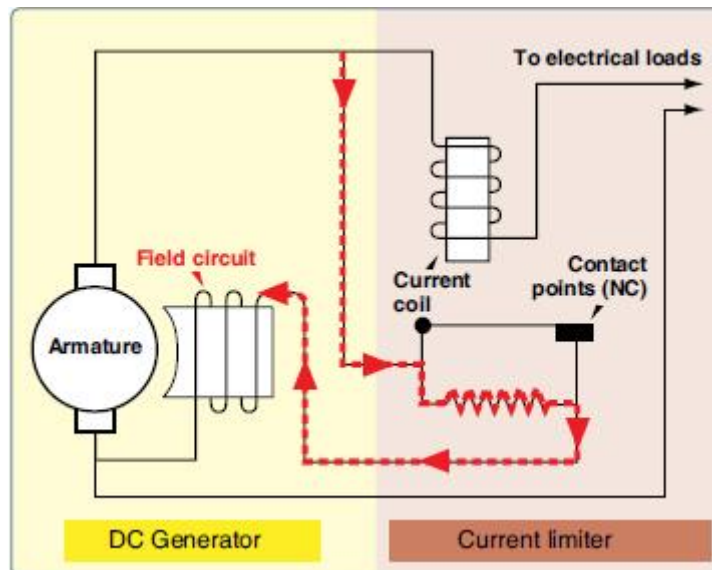 To electrical loads
Field circuit
Current
coil
Contact
points (NC)
Armature
DC Generator
Current limiter